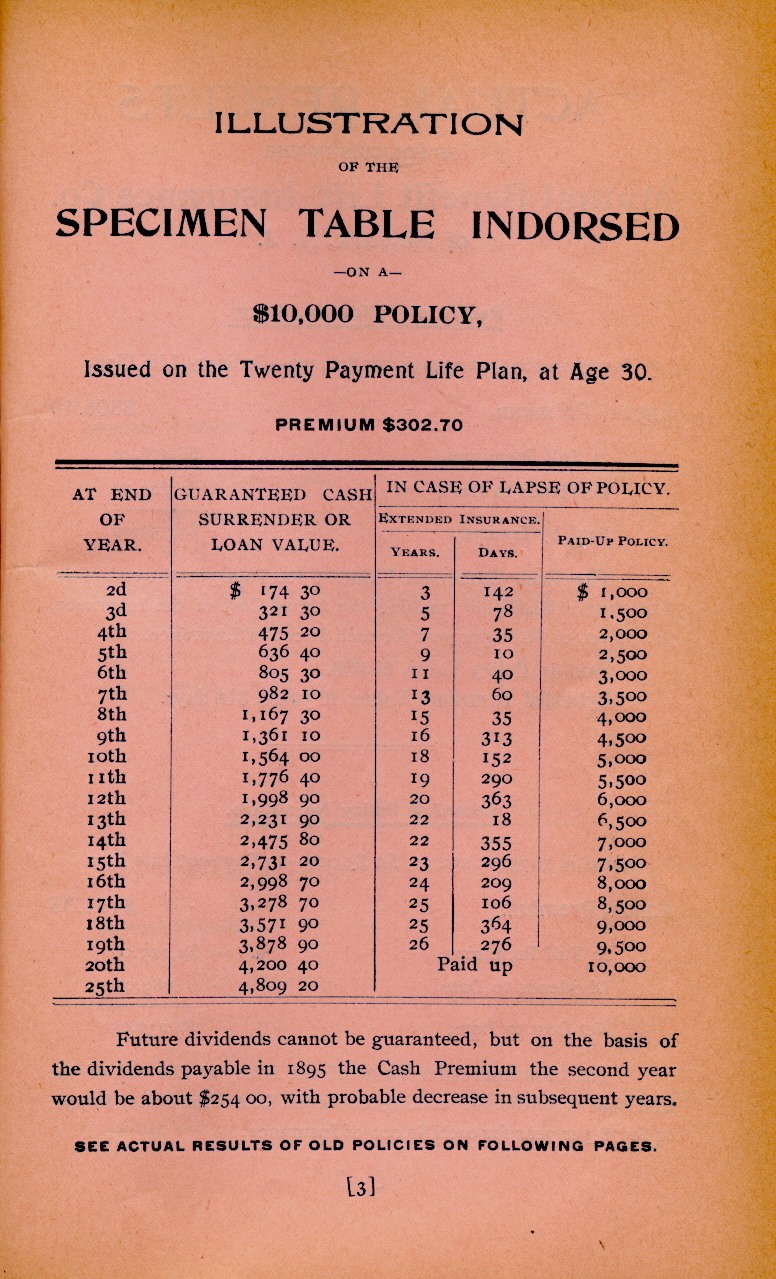 ILLUSTRATION
OF THE
SPECIMEN TABLE INDORSED
—ON A—
$10,000 POLICY,
Issued on the Twenty Payment Life Plan, at Age 30.
PREMIUM $302.70
AT END OF YEAR. GUARANTEED CASH SURRENDER OR LOAN VALUE. IN CASE OF LAPSE OF POLICY.
EXTENDED INSURANCE. PAID-UP POLICY.
YEARS. DAYS.
2d $ 174 30 3 142 $ 1,000
3d 321 30 5 78 1,500
4th 475 20 7 35 2,000
5th 636 40 9 10 2,500
6th 805 30 11 40 3,000
7th 982 10 13 60 3,500
8th 1,167 30 15 35 4,000
9th 1,361 10 16 313 4,500
10th 1,564 00 18 152 5,000
11th 1,776 40 19 290 5,500
12th 1,998 90 20 363 6,000
13th 2,231 90 22 18 6,500
14th 2,475 80 22 355 7,000
15th 2,731 20 23 296 7,500
16th 2,998 70 24 209 8,000
17th 3,278 70 25 106 8,500
18th 3,571 90 25 364 9,000
19th 3,878 90 26 276 9,500
20th 4,200 40 Paid up 10,000
25th 4,809 20
Future dividends cannot be guaranteed, but on the basis of
the dividends payable in 1895 the Cash Premium the second year
would be about $254 00, with probable decrease in subsequent years.
SEE ACTUAL RESULTS OF OLD POLICIES ON FOLLOWING PAGES.
[3]